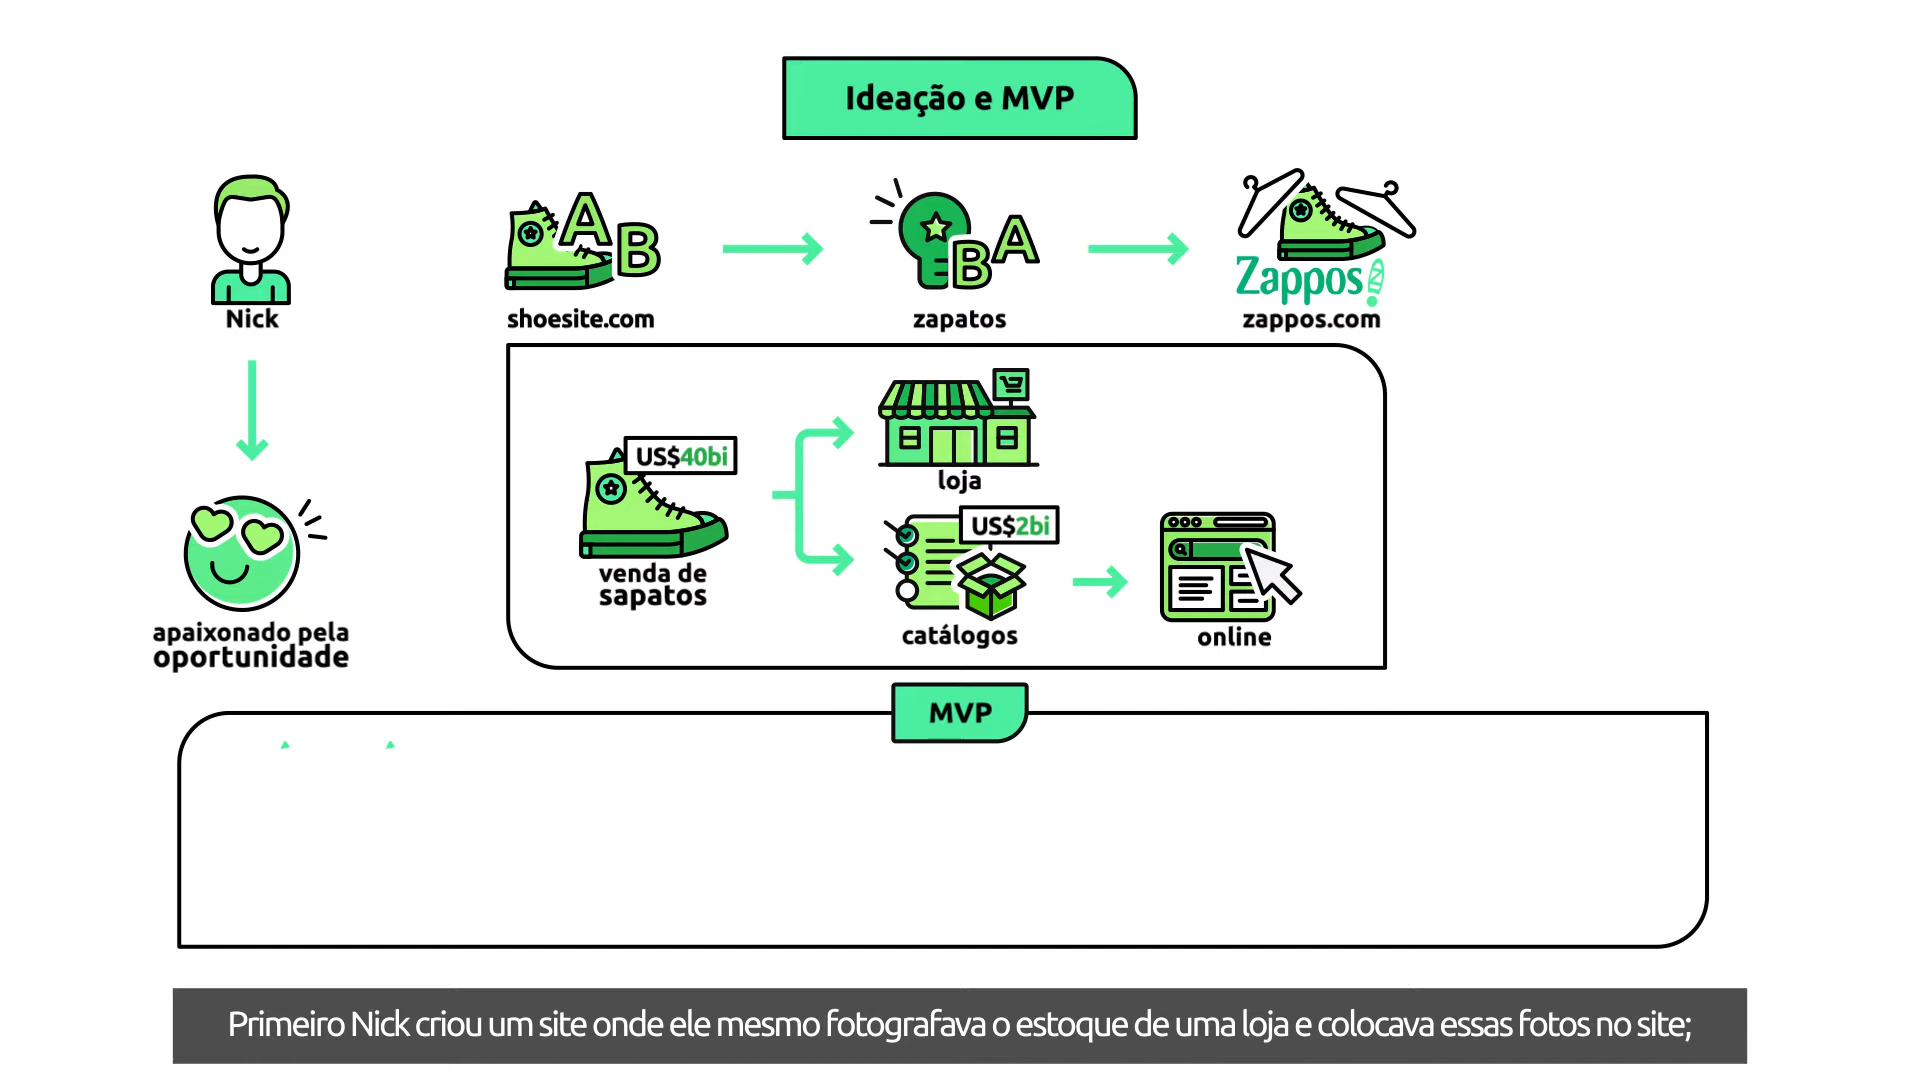 Ideação e MVP
Nick
A B
shoesite.com
B A
zapatos
Zappos
zappos.com
apaixonado pela
oportunidade
US$40bi
venda de
sapatos
loja
US$2bi
catálogos
online
MVP
Primeiro Nick criou um site onde ele mesmo fotografava o estoque de uma loja e colocava essas fotos no site;